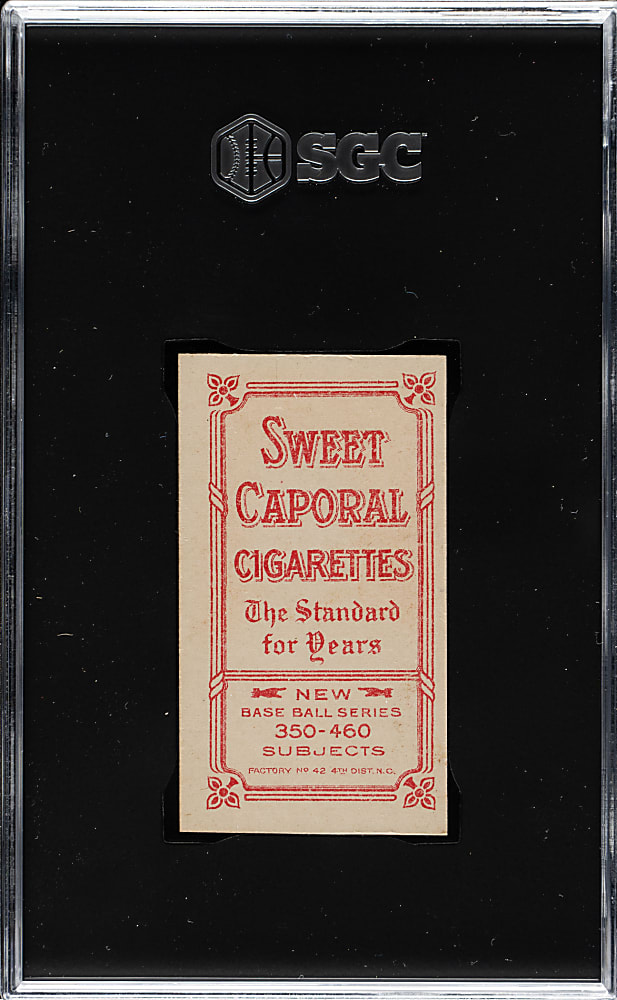 SGC
SWEET
CAPORAL
CIGARETTES
The Standard
for Years
NEW
BASE BALL SERIES
350-460
SUBJECTS
FACTORY Nº 42 4TH DIST. N.C.